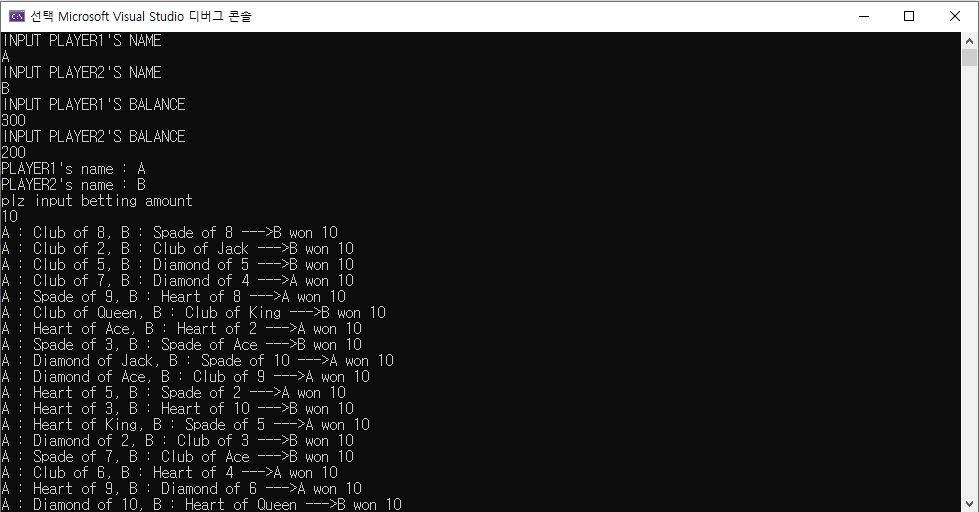 선택 Microsoft Visual Studio 디버그 콘솔
INPUT PLAYER1'S NAME
A
INPUT PLAYER2'S NAME
B
INPUT PLAYER1'S BALANCE
300
INPUT PLAYER2'S BALANCE
200
PLAYER1's name : A
PLAYER2's name : B
plz input betting amount
10
A : Club of 8, B : Spade of 8 --->B won 10
A : Club of 2, B : Club of Jack --->B won 10
A : Club of 5, B : Diamond of 5 --->B won 10
A : Club of 7, B : Diamond of 4 --->A won 10
A : Spade of 9, B : Heart of 8 --->A won 10
A : Club of Queen, B : Club of King --->B won 10
A : Heart of Ace, B : Heart of 2 --->A won 10
A : Spade of 3, B : Spade of Ace --->B won 10
A : Diamond of Jack, B : Spade of 10 --->A won 10
A : Diamond of Ace, B : Club of 9 --->A won 10
A : Heart of 5, B : Spade of 2 --->A won 10
A : Heart of 3, B : Heart of 10 --->B won 10
A : Heart of King, B : Spade of 5 --->A won 10
A : Diamond of 2, B : Club of 3 --->B won 10
A : Spade of 7, B : Club of Ace --->B won 10
A : Club of 6, B : Heart of 4 --->A won 10
A : Heart of 9, B : Diamond of 6 --->A won 10
A : Diamond of 10, B : Heart of Queen --->B won 10